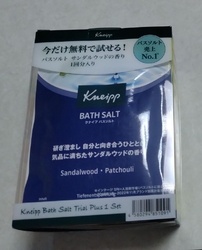 Kneipp
今だけ無料で試せる!
バスソルト サンダルウッドの香り
1回分入り
バスソルト
売上
No.1
Kneipp
BATH SALT
クナイプ バスソルト
研ぎ澄まし 自分と向き合うひとときに
気品に満ちたサンダルウッドの香り
Sandalwood・Patchouli
Kneipp Bath Salt Trial Plus 1 Set